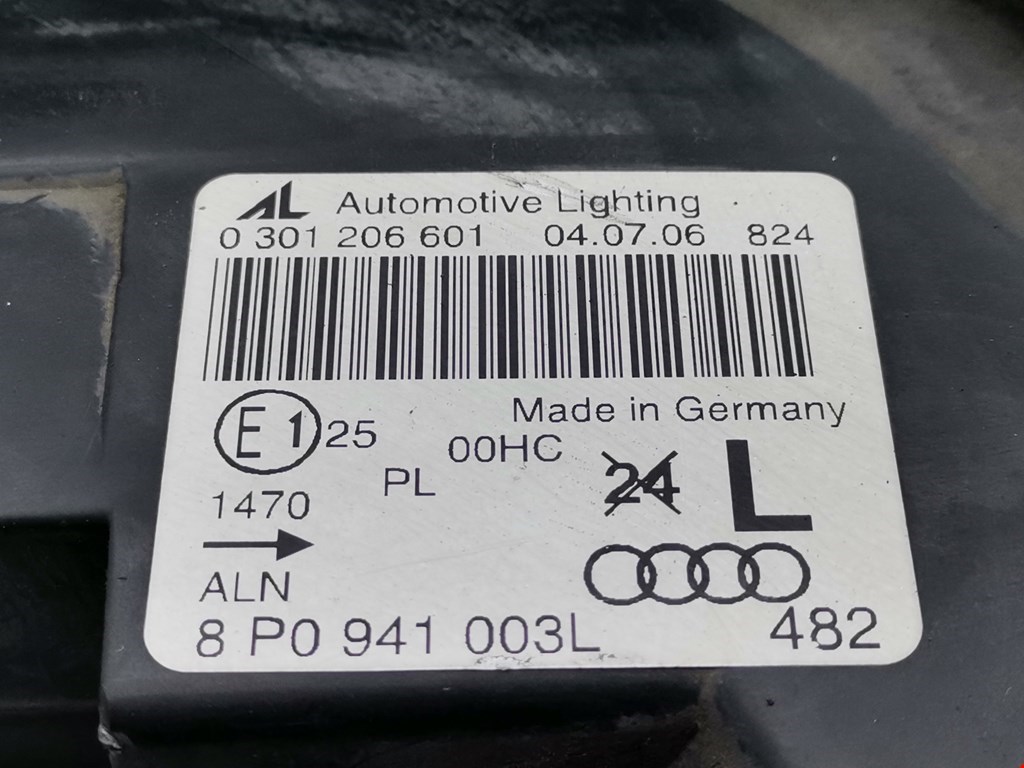 AL Automotive Lighting
0 301 206 601 04.07.06 824
Made in Germany
E1 25
00HC
PL
24
L
1470
ALN
8 P0 941 003L
482